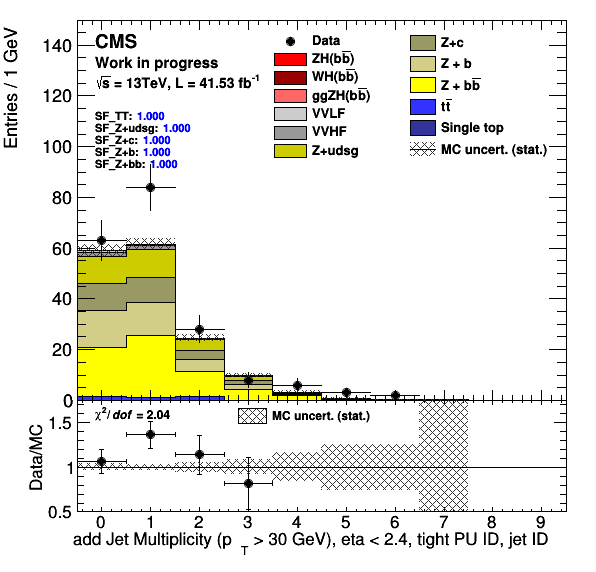 Entries / 1 GeV
140
120
100
80
60
40
20
0
CMS
Work in progress
√s = 13TeV, L = 41.53 fb⁻¹
SF_TT: 1.000
SF_Z+udsg: 1.000
SF_Z+c: 1.000
SF_Z+b: 1.000
SF_Z+bb: 1.000
Data
ZH(bb̅)
WH(bb̅)
ggZH(bb̅)
VVLF
VVHF
Z+udsg
Z+c
Z + b
Z + bb̅
tt̅
Single top
MC uncert. (stat.)
Data/MC
1.5
1
0.5
χ²/dof = 2.04
MC uncert. (stat.)
0 1 2 3 4 5 6 7 8 9
add Jet Multiplicity (p_T > 30 GeV), eta < 2.4, tight PU ID, jet ID